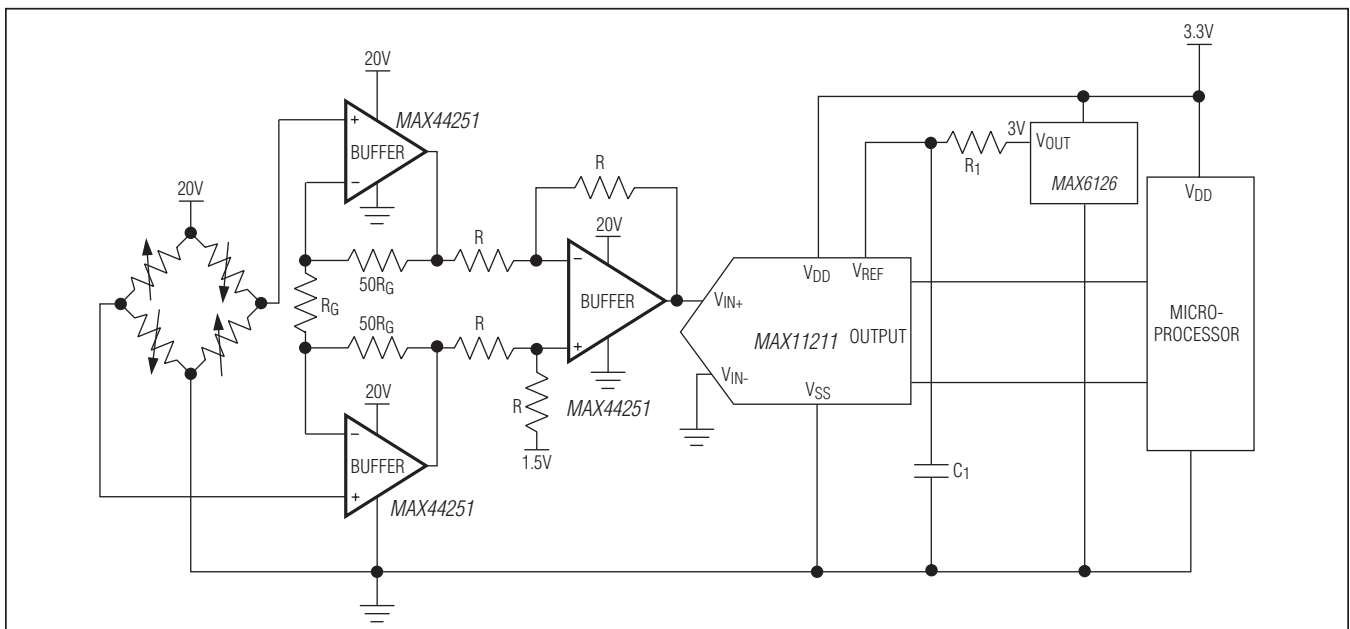 3.3V
20V
MAX44251
+
BUFFER
−
3V
VOUT
R1
MAX6126
VDD
20V
R
R
20V
50RG
−
BUFFER
+
VDD
VREF
VIN+
MAX11211
OUTPUT
VIN-
VSS
MICRO-
PROCESSOR
RG
50RG
R
R
1.5V
MAX44251
20V
−
BUFFER
+
MAX44251
C1